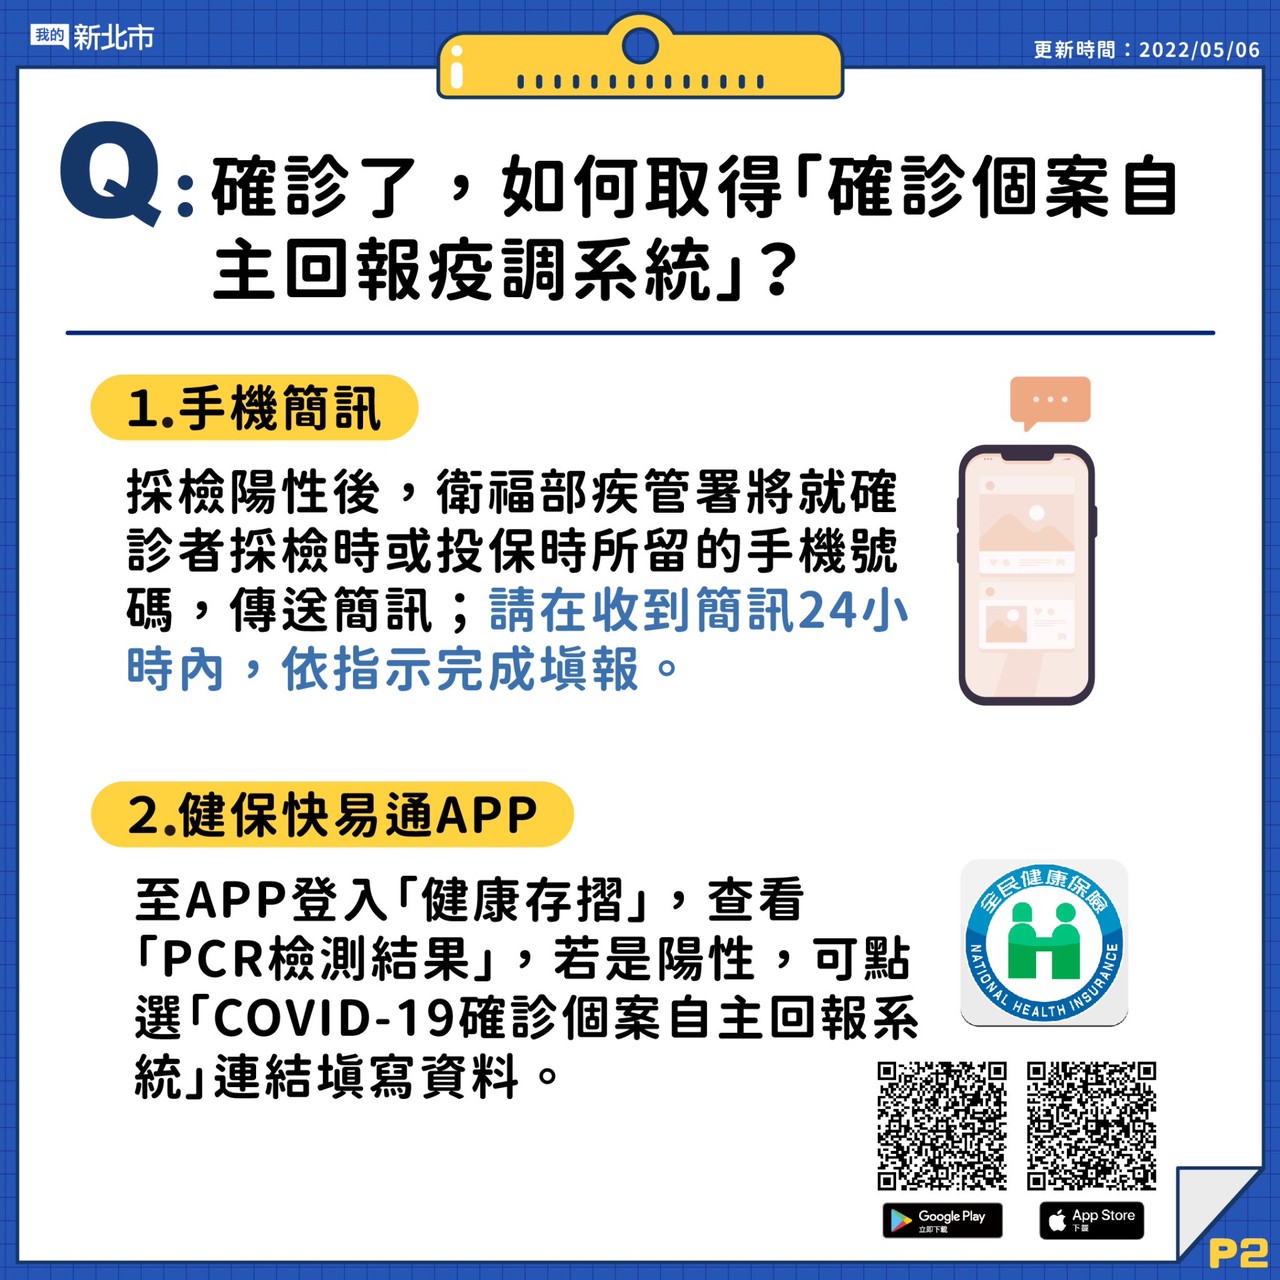 我的新北市
更新時間：2022/05/06
Q:確診了，如何取得「確診個案自
主回報疫調系統」？
1.手機簡訊
採檢陽性後，衛福部疾管署將就確
診者採檢時或投保時所留的手機號
碼，傳送簡訊；請在收到簡訊24小
時內，依指示完成填報。
2.健保快易通APP
至APP登入「健康存摺」，查看
「PCR檢測結果」，若是陽性，可點
選「COVID-19確診個案自主回報系
統」連結填寫資料。
全民健康保險
NATIONAL HEALTH INSURANCE
Google Play
立即下載
App Store
下載
P2